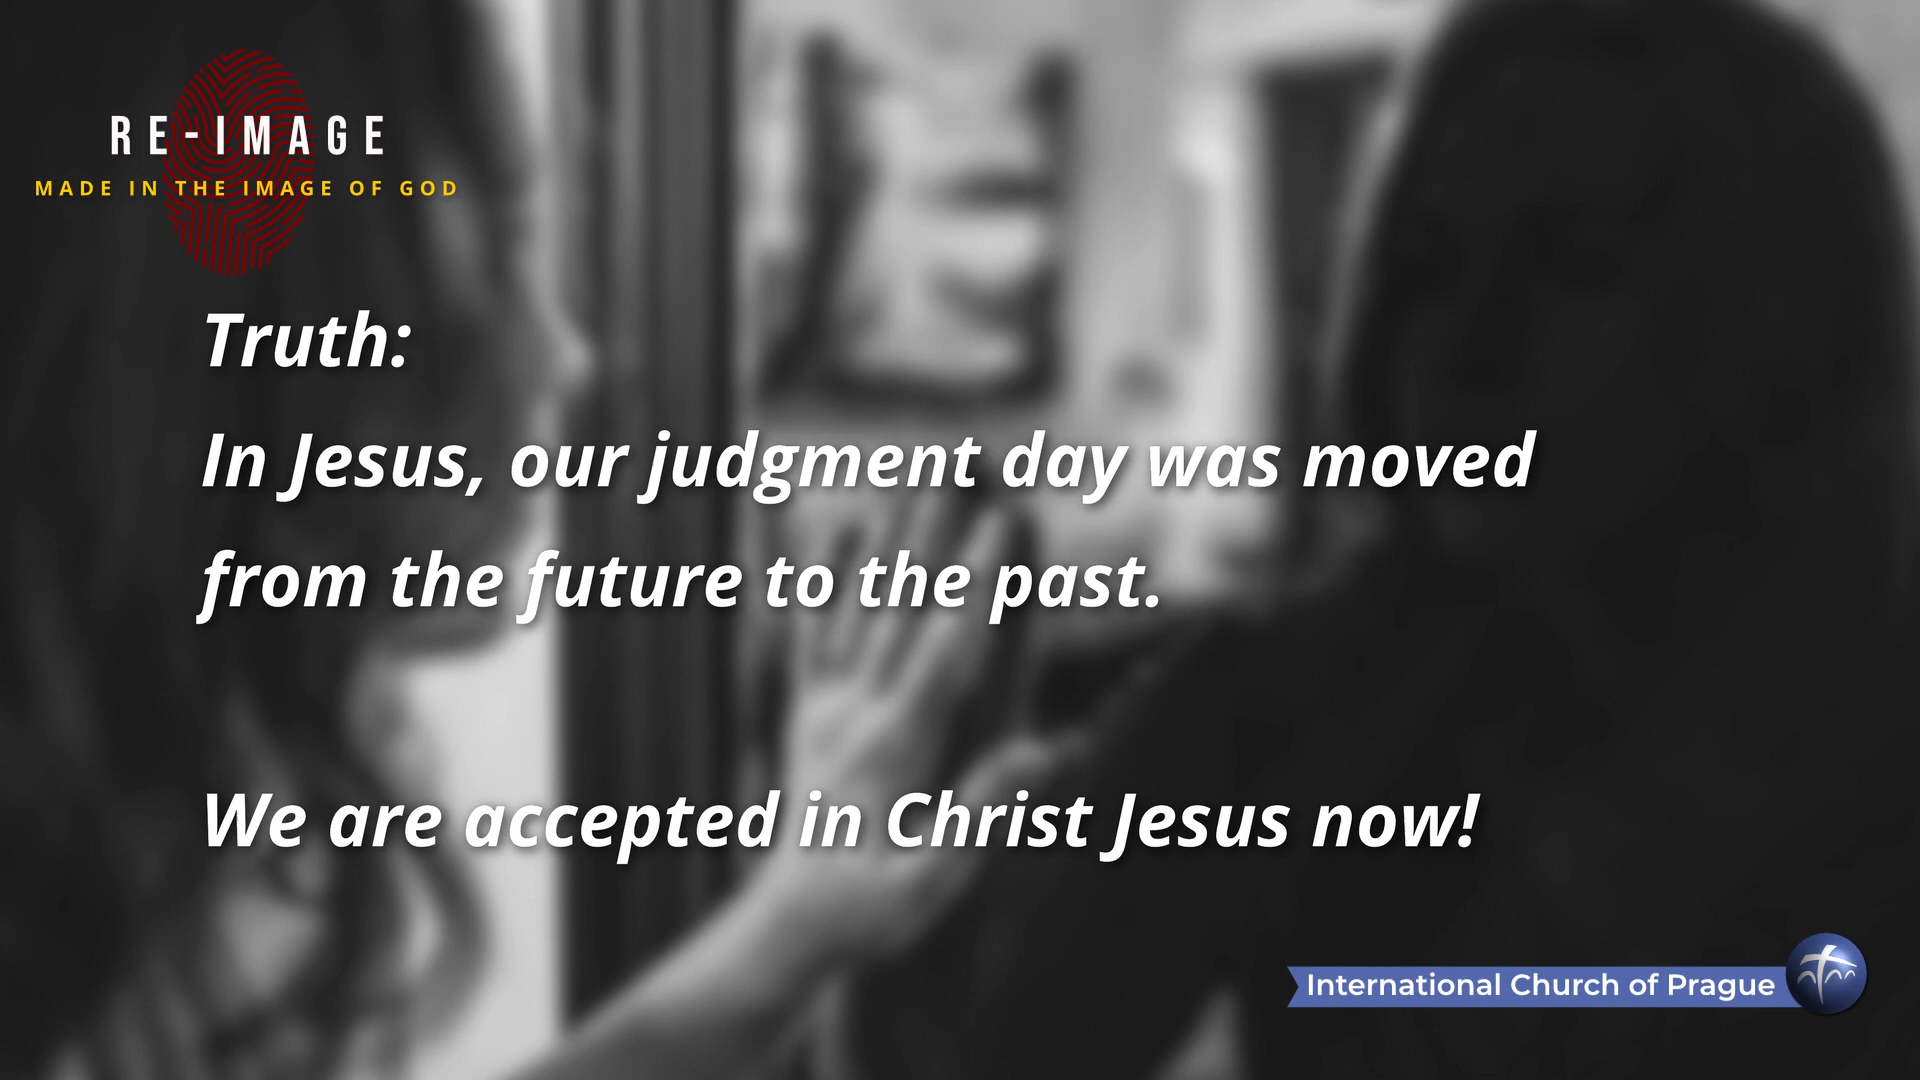 RE-IMAGE
MADE IN THE IMAGE OF GOD
Truth:
In Jesus, our judgment day was moved
from the future to the past.
We are accepted in Christ Jesus now!
International Church of Prague